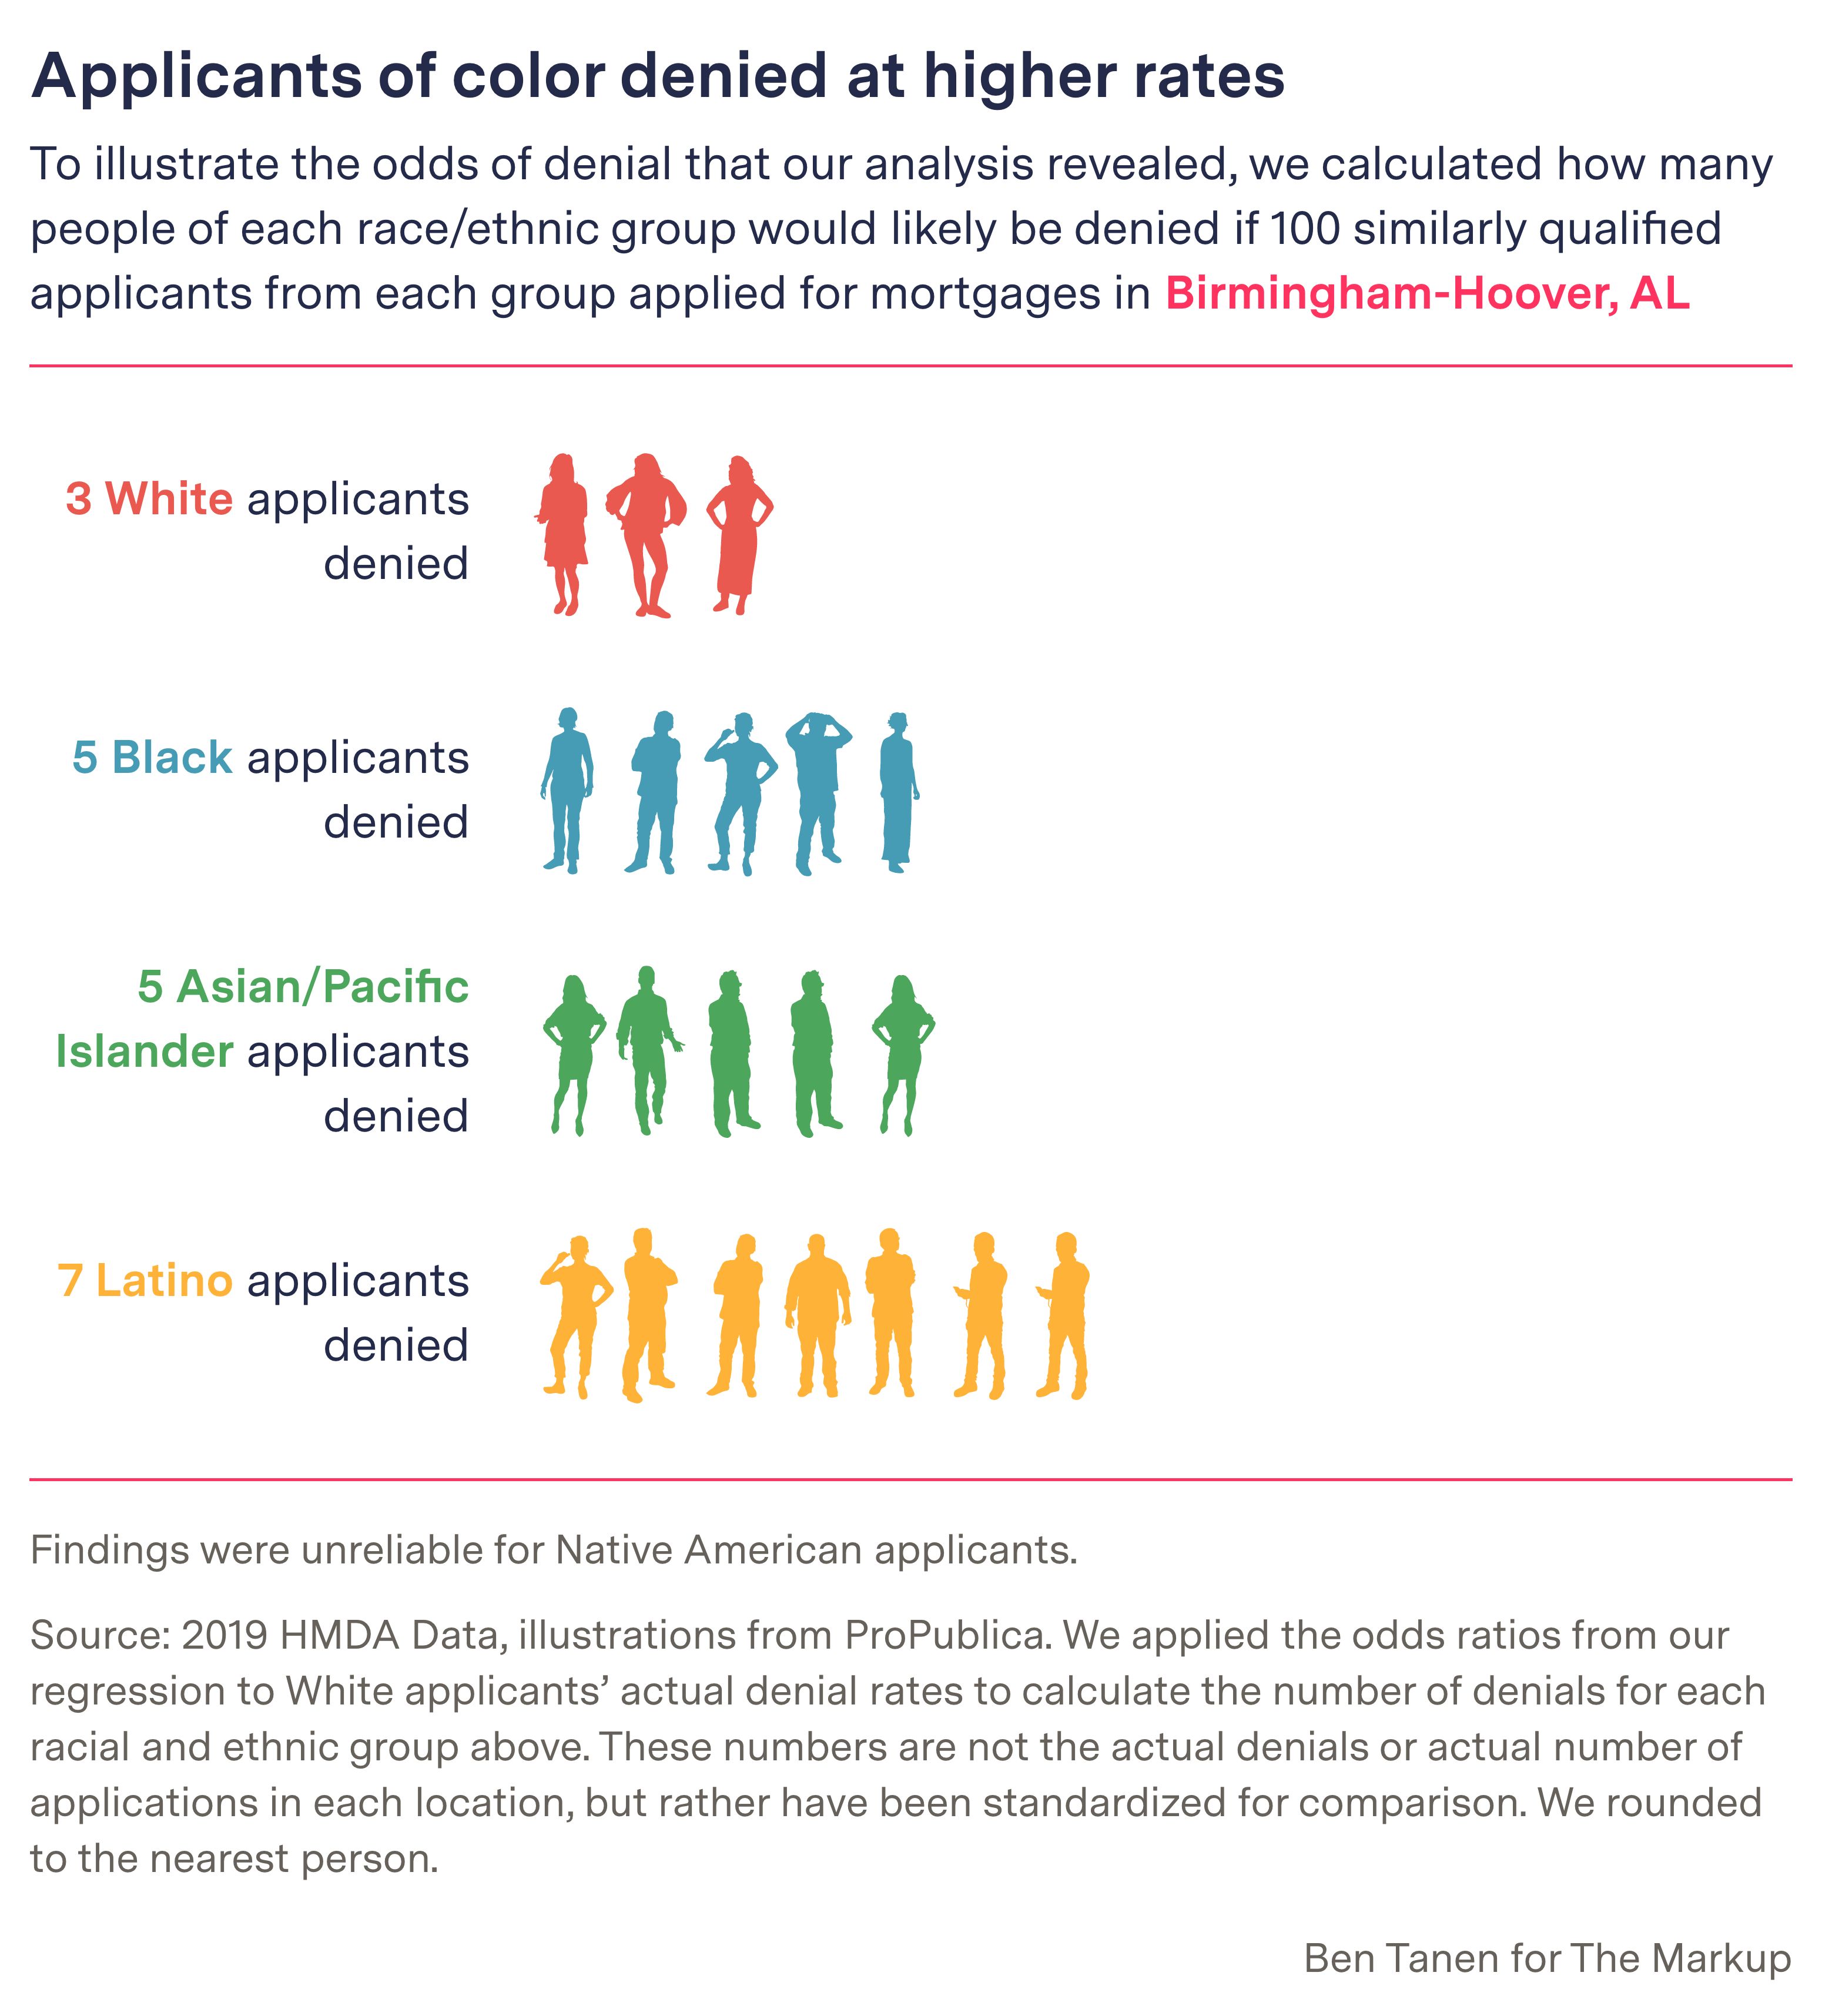 Applicants of color denied at higher rates
To illustrate the odds of denial that our analysis revealed, we calculated how many
people of each race/ethnic group would likely be denied if 100 similarly qualified
applicants from each group applied for mortgages in Birmingham-Hoover, AL
3 White applicants
denied
5 Black applicants
denied
5 Asian/Pacific
Islander applicants
denied
7 Latino applicants
denied
Findings were unreliable for Native American applicants.
Source: 2019 HMDA Data, illustrations from ProPublica. We applied the odds ratios from our
regression to White applicants’ actual denial rates to calculate the number of denials for each
racial and ethnic group above. These numbers are not the actual denials or actual number of
applications in each location, but rather have been standardized for comparison. We rounded
to the nearest person.
Ben Tanen for The Markup